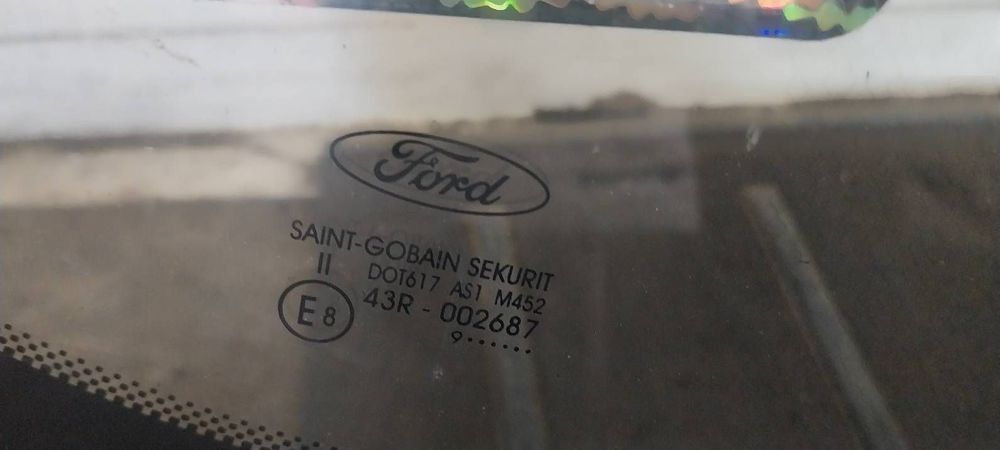 Ford
SAINT-GOBAIN SEKURIT
II DOT617 AS1 M452
E8 43R - 002687
9······